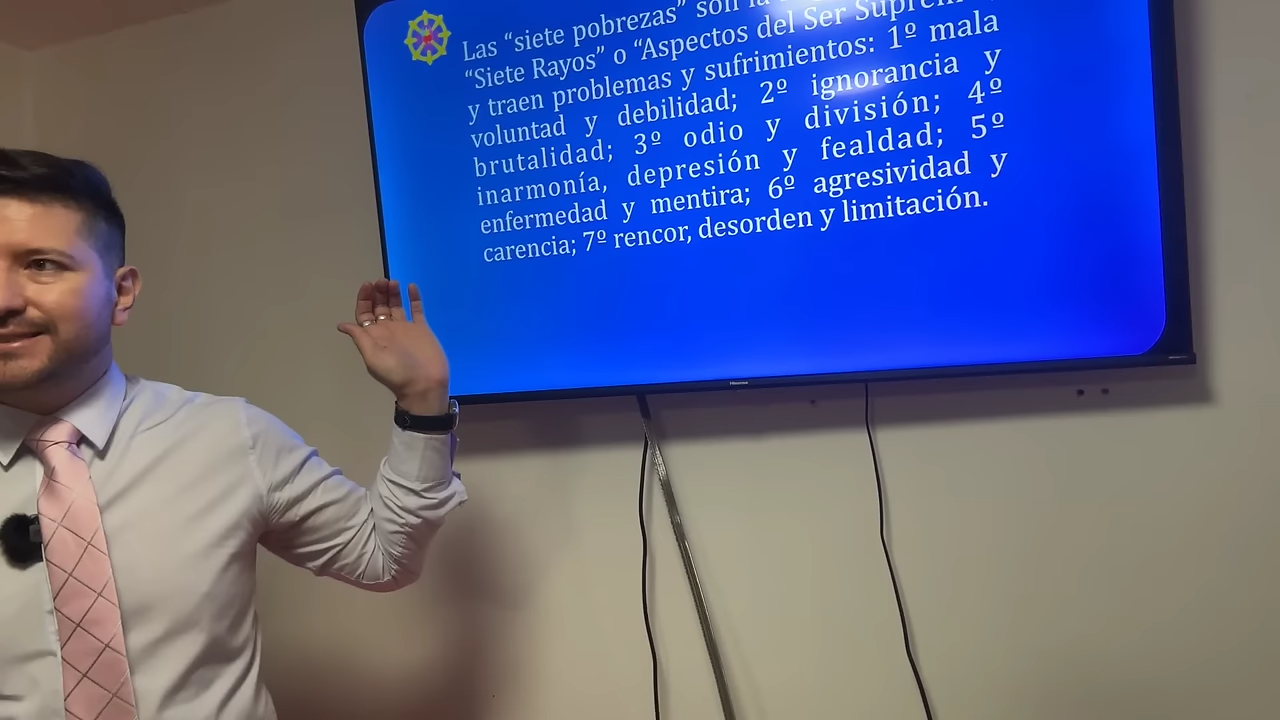 Las “siete pobrezas” son la
“Siete Rayos” o “Aspectos del Ser
y traen problemas y sufrimientos: 1º mala
voluntad y debilidad; 2º ignorancia y
brutalidad; 3º odio y división; 4º
inarmonía, depresión y fealdad; 5º
enfermedad y mentira; 6º agresividad y
carencia; 7º rencor, desorden y limitación.
Hisense